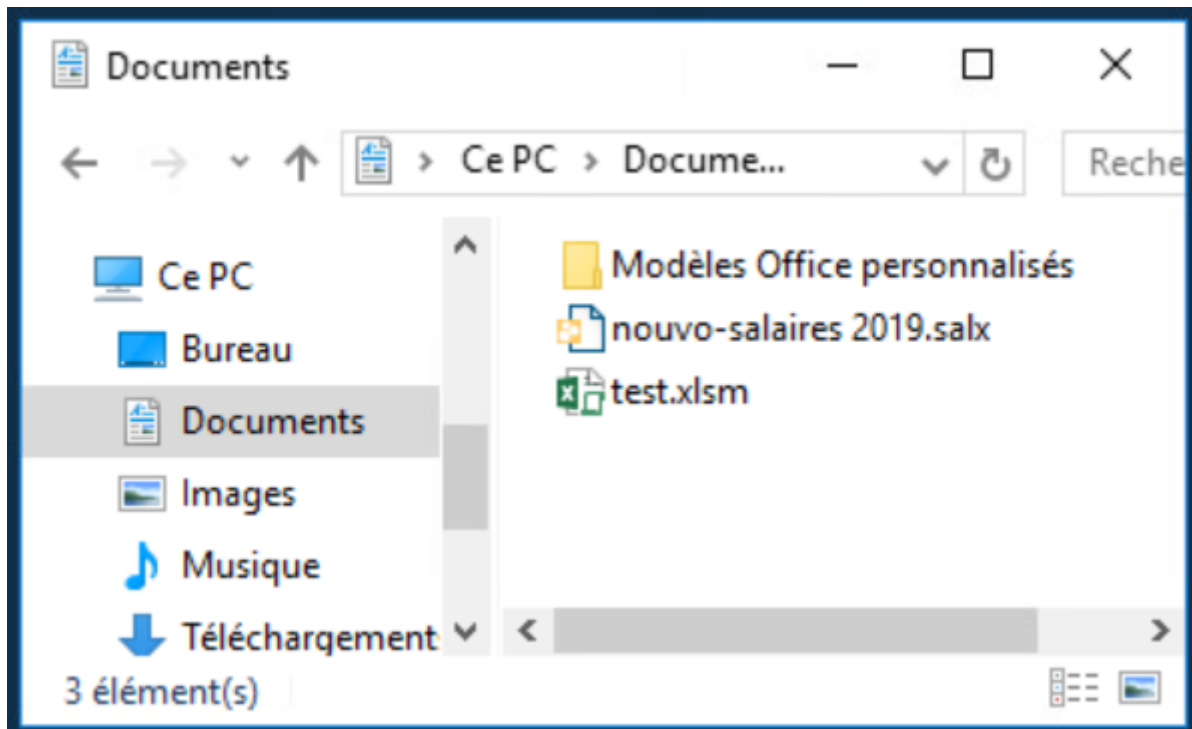 Documents
Ce PC > Docume...
Reche
Ce PC
Bureau
Documents
Images
Musique
Téléchargement
Modèles Office personnalisés
nouvo-salaires 2019.salx
test.xlsm
3 élément(s)